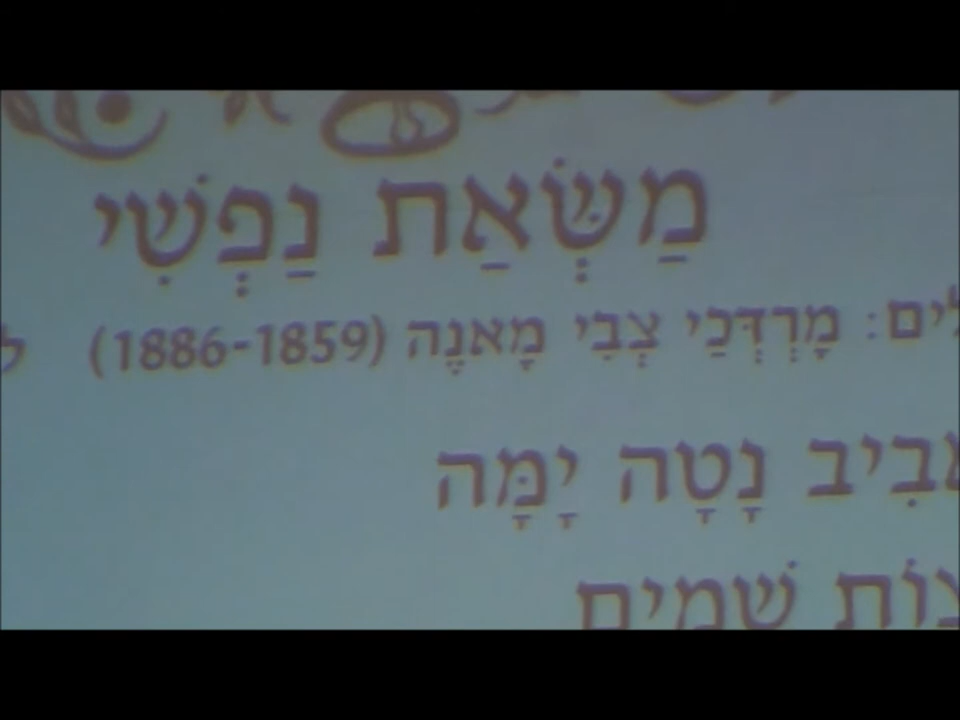 מַשְּׂאַת נַפְשִׁי
מָרְדְּכַי צְבִי מָאנֶה (1886-1859)
נָטָה יָמָּה
שָׁמַיִם